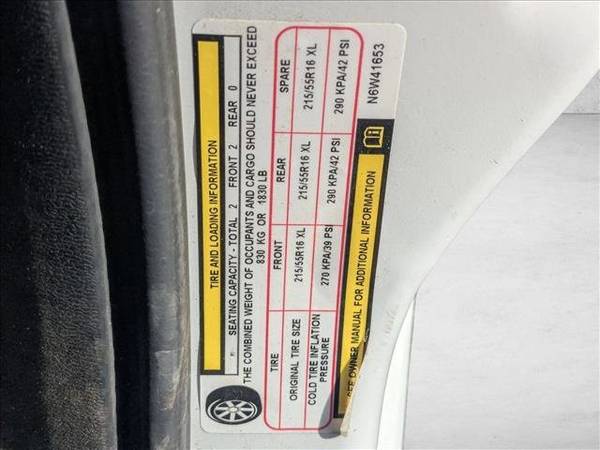 TIRE AND LOADING INFORMATION
SEATING CAPACITY - TOTAL 2 FRONT 2 REAR 0
THE COMBINED WEIGHT OF OCCUPANTS AND CARGO SHOULD NEVER EXCEED
830 KG OR 1830 LB
TIRE FRONT REAR SPARE
ORIGINAL TIRE SIZE 215/55R16 XL 215/55R16 XL 215/55R16 XL
COLD TIRE INFLATION PRESSURE 270 KPA/39 PSI 290 KPA/42 PSI 290 KPA/42 PSI
SEE OWNER MANUAL FOR ADDITIONAL INFORMATION
N6W41653